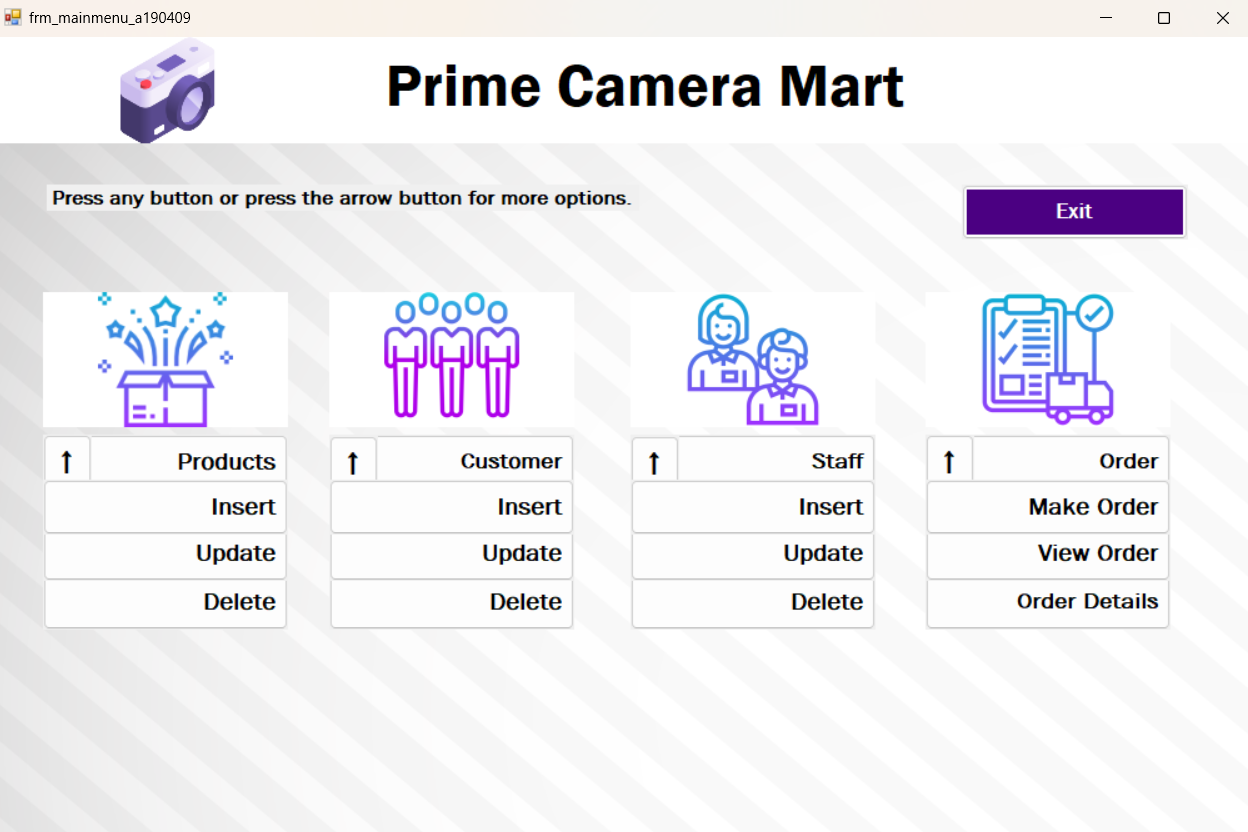 frm_mainmenu_a190409
Prime Camera Mart
Press any button or press the arrow button for more options.
Exit
↑ Products
Insert
Update
Delete
↑ Customer
Insert
Update
Delete
↑ Staff
Insert
Update
Delete
↑ Order
Make Order
View Order
Order Details